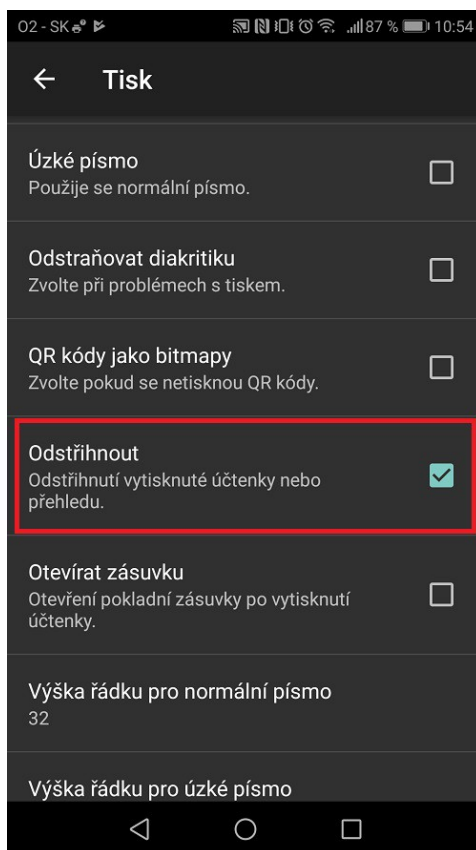 O2 - SK 87 % 10:54
Tisk
Úzké písmo
Použije se normální písmo.
Odstraňovat diakritiku
Zvolte při problémech s tiskem.
QR kódy jako bitmapy
Zvolte pokud se netisknou QR kódy.
Odstřihnout
Odstřihnutí vytisknuté účtenky nebo
přehledu.
Otevírat zásuvku
Otevření pokladní zásuvky po vytisknutí
účtenky.
Výška řádku pro normální písmo
32
Výška řádku pro úzké písmo